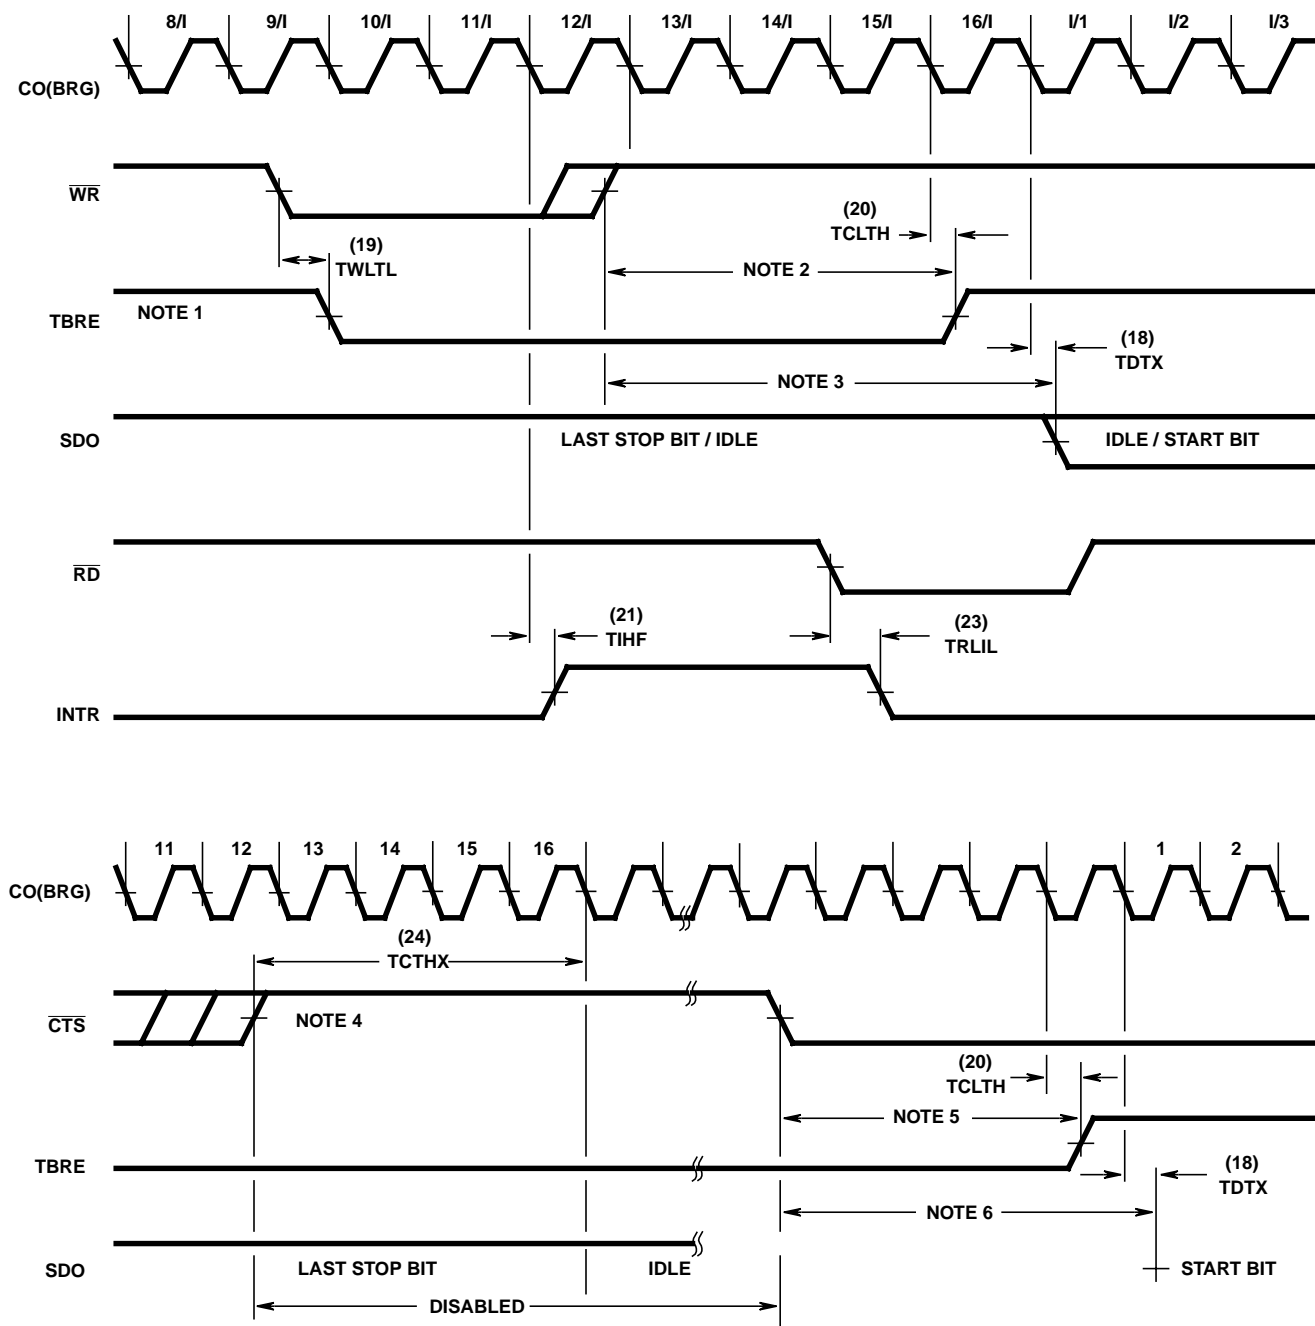 8/I 9/I 10/I 11/I 12/I 13/I 14/I 15/I 16/I I/1 I/2 I/3
CO(BRG)
WR
(19)
TWLTL
(20)
TCLTH
NOTE 2
NOTE 1
TBRE
(18)
TDTX
NOTE 3
SDO
LAST STOP BIT / IDLE
IDLE / START BIT
RD
(21)
TIHF
(23)
TRLIL
INTR
11 12 13 14 15 16 1 2
CO(BRG)
(24)
TCTHX
CTS
NOTE 4
(20)
TCLTH
NOTE 5
TBRE
(18)
TDTX
NOTE 6
SDO
LAST STOP BIT
IDLE
START BIT
DISABLED